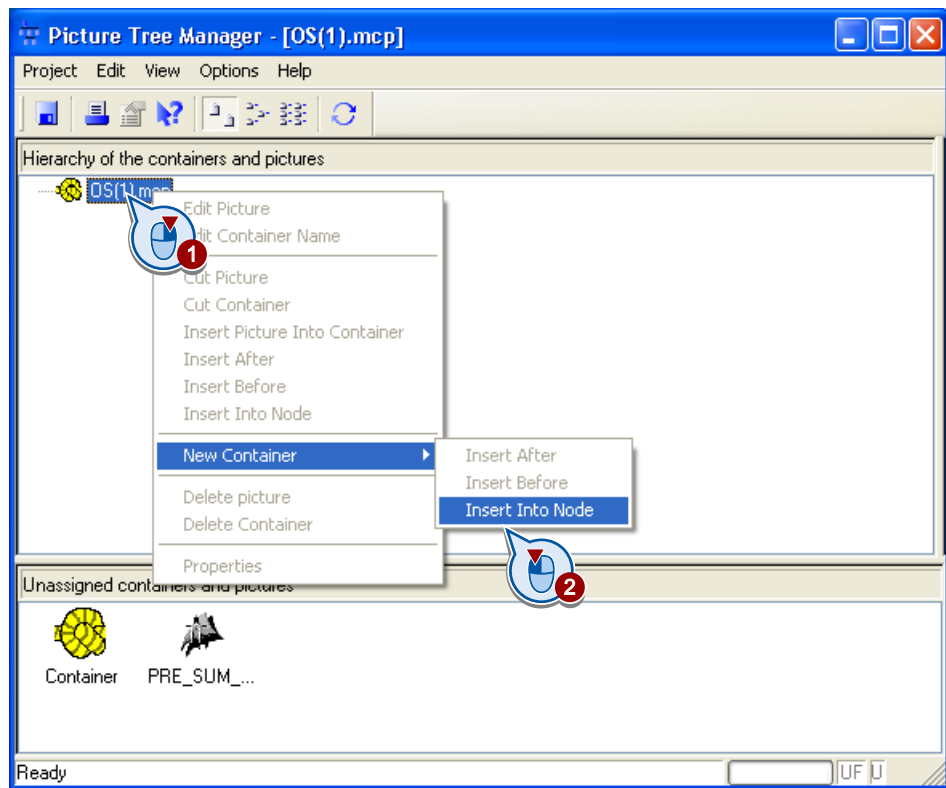 Picture Tree Manager - [OS(1).mcp]
Project Edit View Options Help
Hierarchy of the containers and pictures
OS(1).mcp
Edit Picture
Edit Container Name
1
Cut Picture
Cut Container
Insert Picture Into Container
Insert After
Insert Before
Insert Into Node
New Container
Insert After
Insert Before
Insert Into Node
Delete picture
Delete Container
Properties
2
Unassigned containers and pictures
Container PRE_SUM_...
Ready UF U